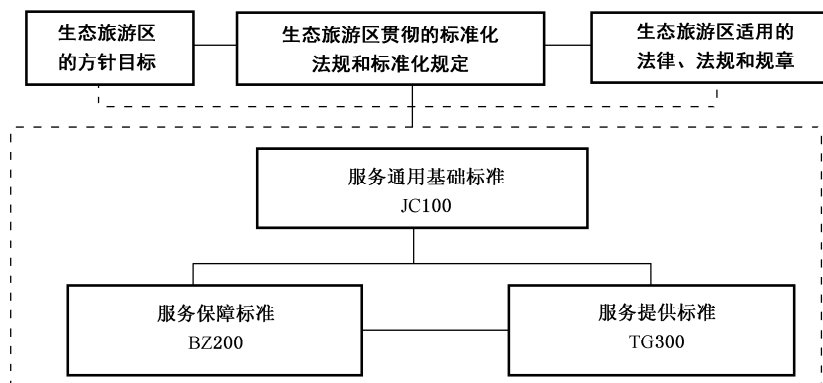 生态旅游区
的方针目标
生态旅游区贯彻的标准化
法规和标准化规定
生态旅游区适用的
法律、法规和规章
服务通用基础标准
JC100
服务保障标准
BZ200
服务提供标准
TG300